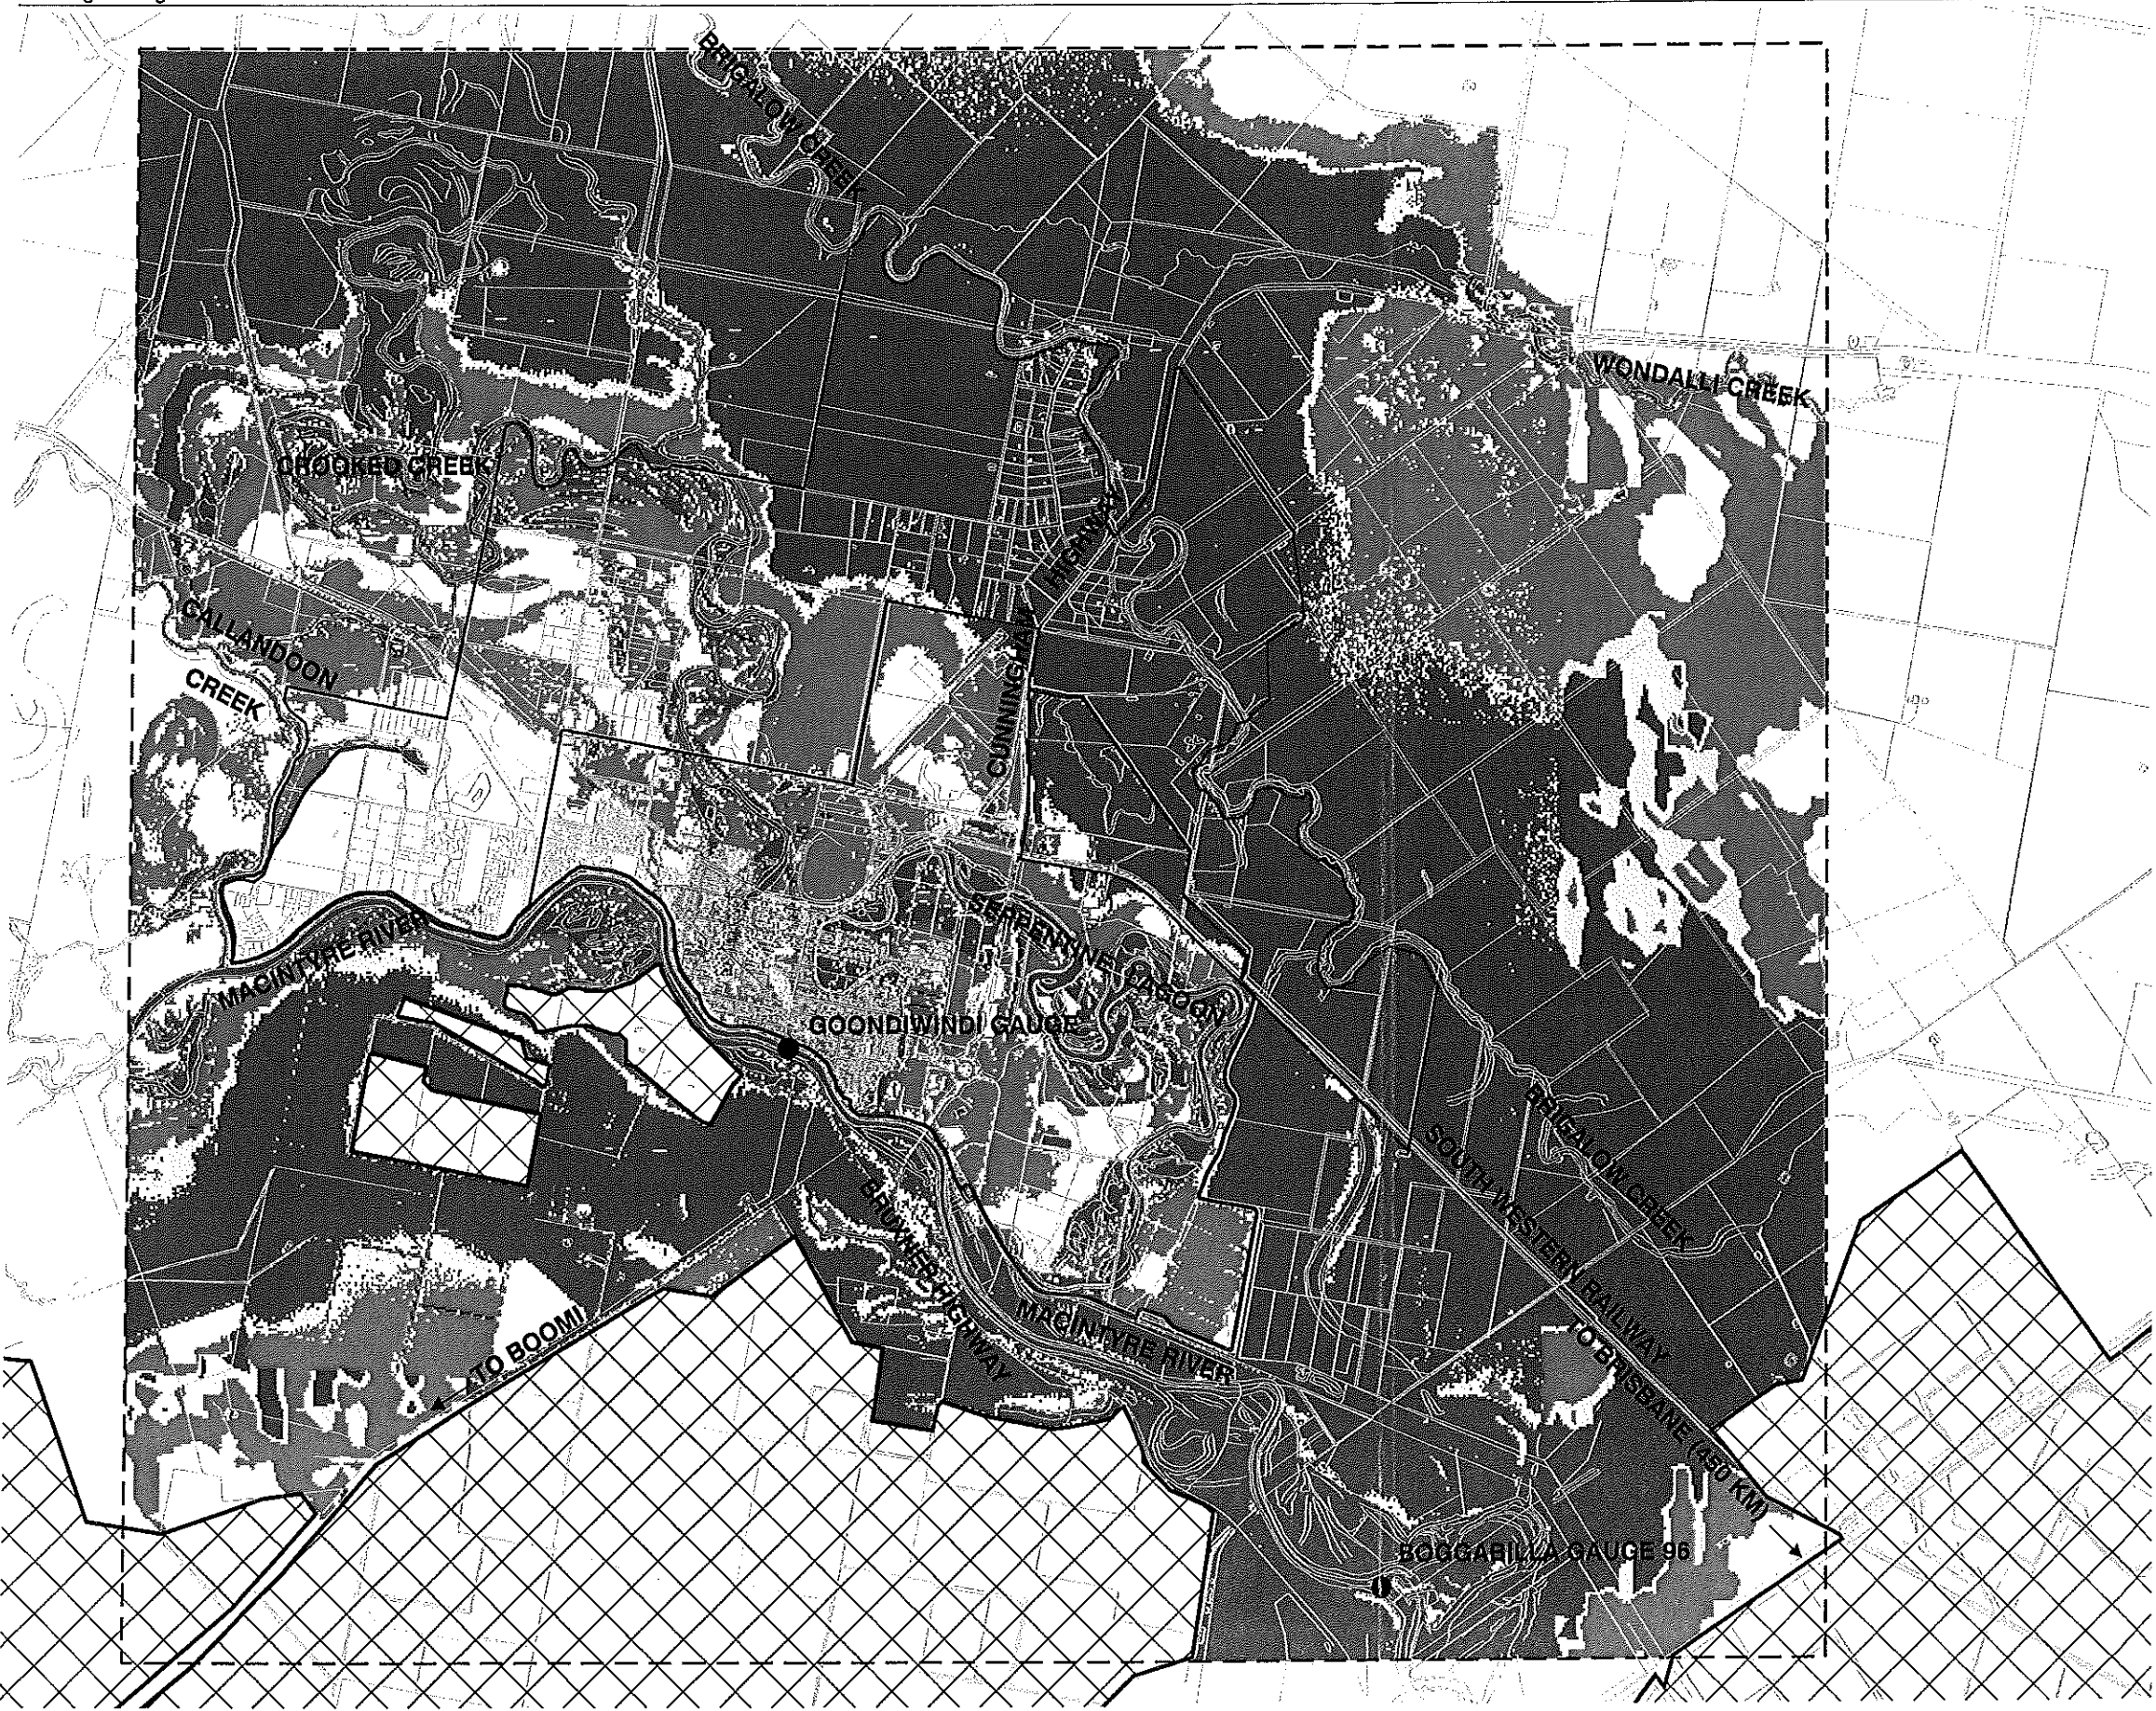 BRIGALOW CREEK
WONDALLI CREEK
CROOKED CREEK
HIGHWAY
CUNNINGHAM
CALLANDOON
CREEK
SERPENTINE LAGOON
MACINTYRE RIVER
GOONDIWINDI GAUGE
BRIGALOW CREEK
SOUTH WESTERN RAILWAY
BRUXNER HIGHWAY
MACINTYRE RIVER
TO BOOMI
TO BRISBANE (450 KM)
BOGGABILLA GAUGE 96